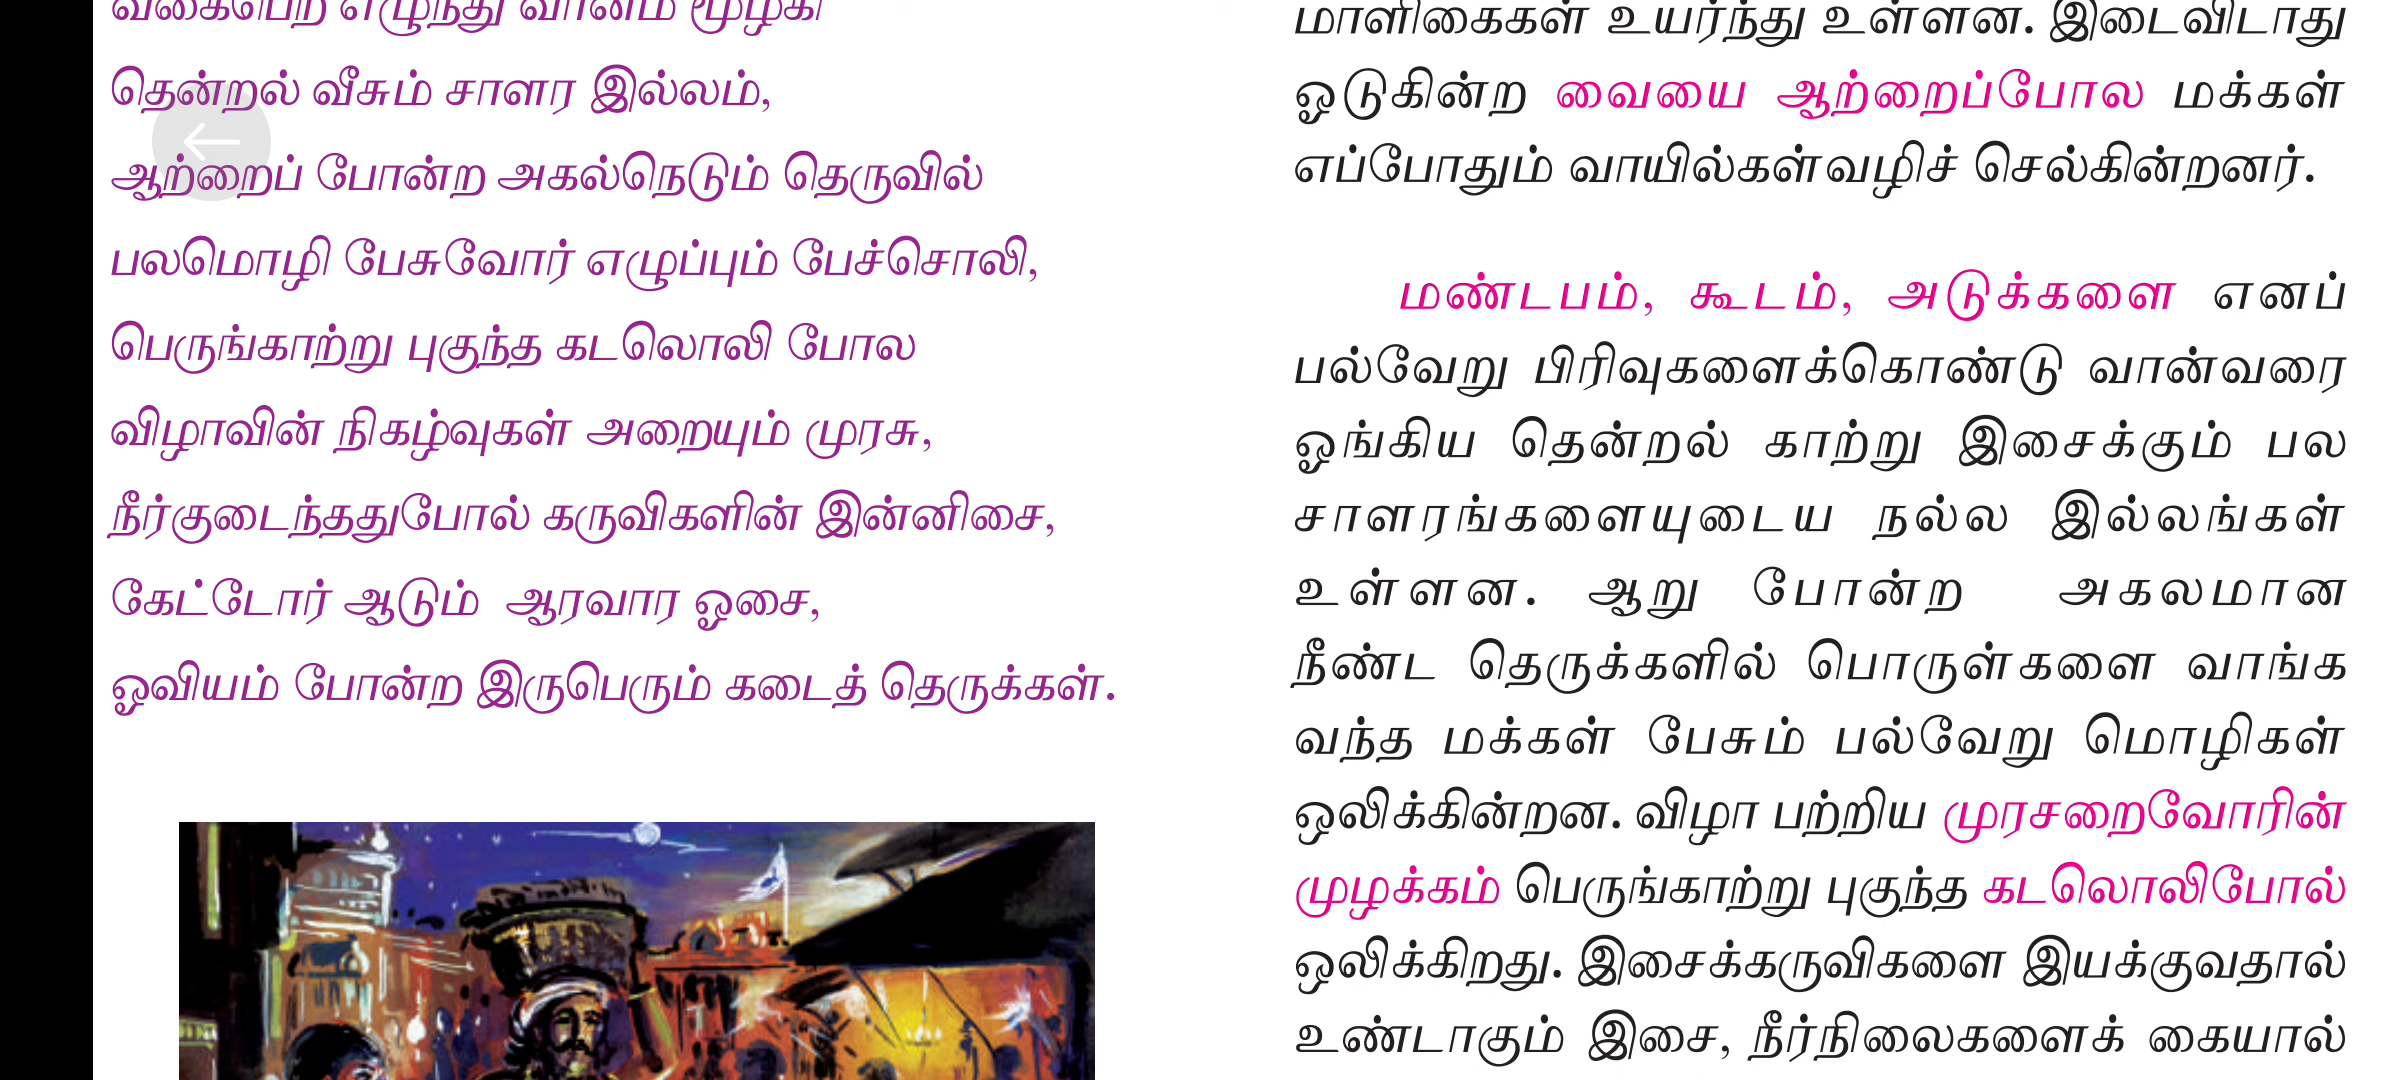 வகைபெற எழுந்து வானம் மூழ்கி
தென்றல் வீசும் சாளர இல்லம்,
ஆற்றைப் போன்ற அகல்நெடும் தெருவில்
பலமொழி பேசுவோர் எழுப்பும் பேச்சொலி,
பெருங்காற்று புகுந்த கடலொலி போல
விழாவின் நிகழ்வுகள் அறையும் முரசு,
நீர்குடைந்ததுபோல் கருவிகளின் இன்னிசை,
கேட்டோர் ஆடும் ஆரவார ஓசை,
ஓவியம் போன்ற இருபெரும் கடைத் தெருக்கள்.
மாளிகைகள் உயர்ந்து உள்ளன. இடைவிடாது
ஓடுகின்ற வையை ஆற்றைப்போல மக்கள்
எப்போதும் வாயில்கள்வழிச் செல்கின்றனர்.
மண்டபம், கூடம், அடுக்களை எனப்
பல்வேறு பிரிவுகளைக்கொண்டு வான்வரை
ஓங்கிய தென்றல் காற்று இசைக்கும் பல
சாளரங்களையுடைய நல்ல இல்லங்கள்
உள்ளன. ஆறு போன்ற அகலமான
நீண்ட தெருக்களில் பொருள்களை வாங்க
வந்த மக்கள் பேசும் பல்வேறு மொழிகள்
ஒலிக்கின்றன. விழா பற்றிய முரசறைவோரின்
முழக்கம் பெருங்காற்று புகுந்த கடலொலிபோல்
ஒலிக்கிறது. இசைக்கருவிகளை இயக்குவதால்
உண்டாகும் இசை, நீர்நிலைகளைக் கையால்